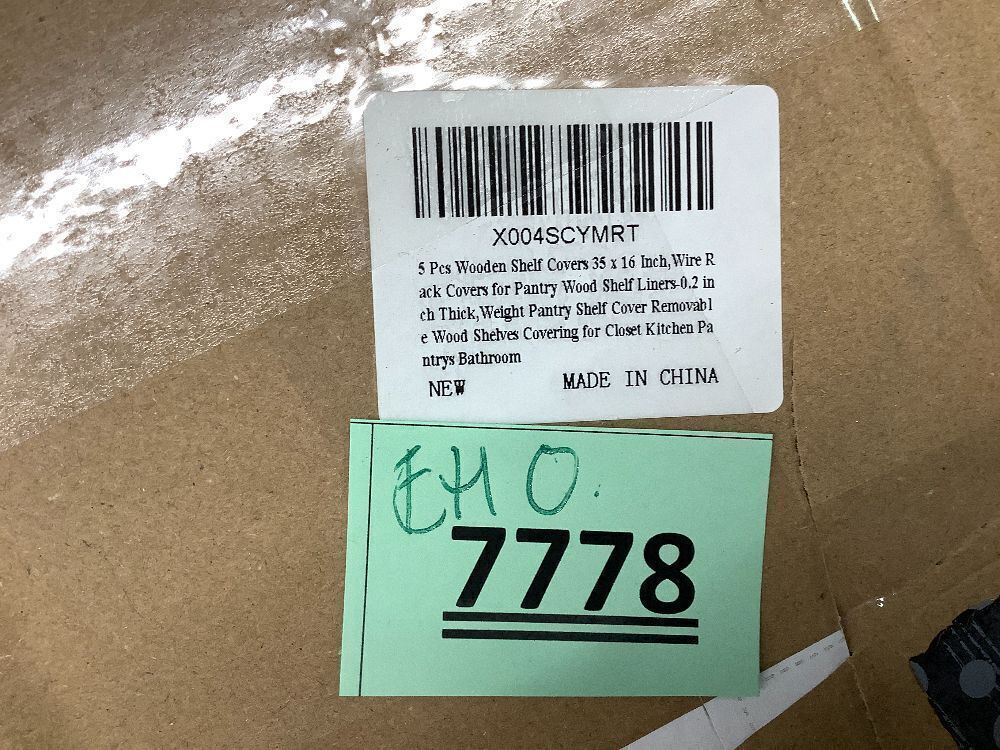 X004SCYMRT
5 Pcs Wooden Shelf Covers 35 x 16 Inch,Wire R
ack Covers for Pantry Wood Shelf Liners-0.2 in
ch Thick,Weight Pantry Shelf Cover Removabl
e Wood Shelves Covering for Closet Kitchen Pa
ntrys Bathroom
NEW MADE IN CHINA
EHO.
7778